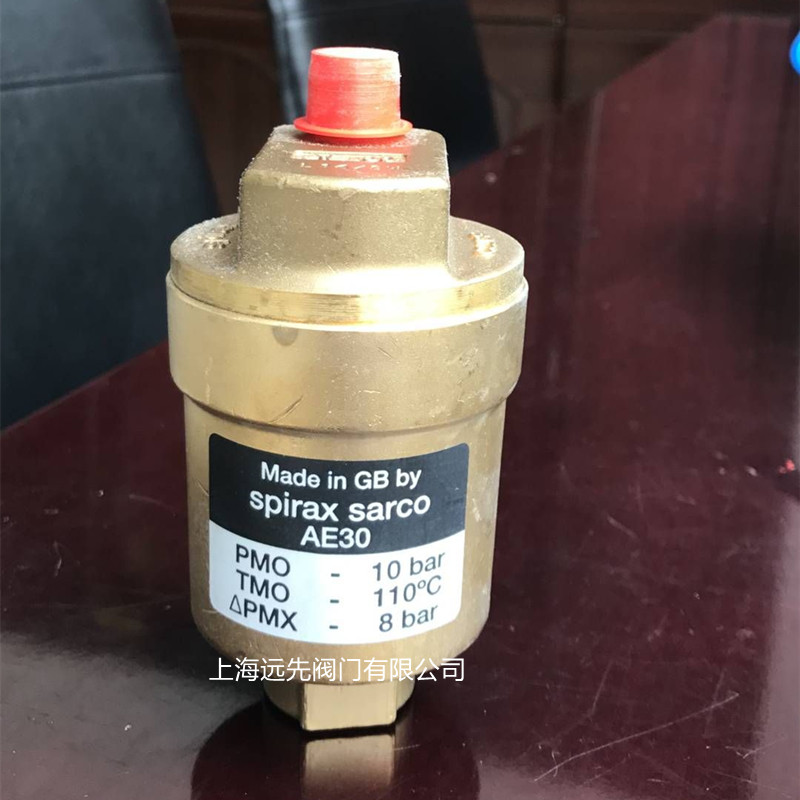 Made in GB by
spirax sarco
AE30
PMO - 10 bar
TMO - 110ºC
ΔPMX - 8 bar
上海远先阀门有限公司